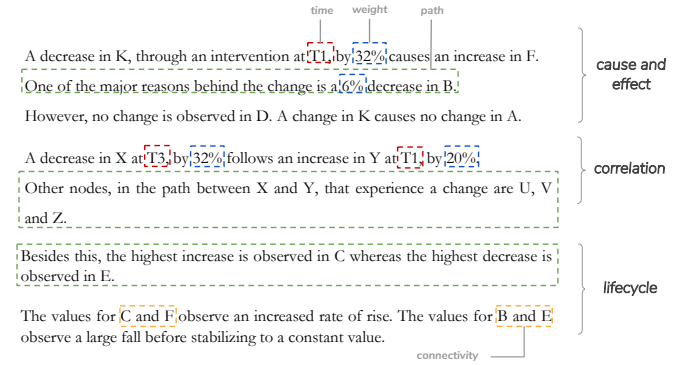 time weight path
A decrease in K, through an intervention at T1, by 32% causes an increase in F.
One of the major reasons behind the change is a 6% decrease in B.
However, no change is observed in D. A change in K causes no change in A.
cause and
effect
A decrease in X at T3, by 32% follows an increase in Y at T1, by 20%.
Other nodes, in the path between X and Y, that experience a change are U, V
and Z.
correlation
Besides this, the highest increase is observed in C whereas the highest decrease is
observed in E.
The values for C and F observe an increased rate of rise. The values for B and E
observe a large fall before stabilizing to a constant value.
lifecycle
connectivity